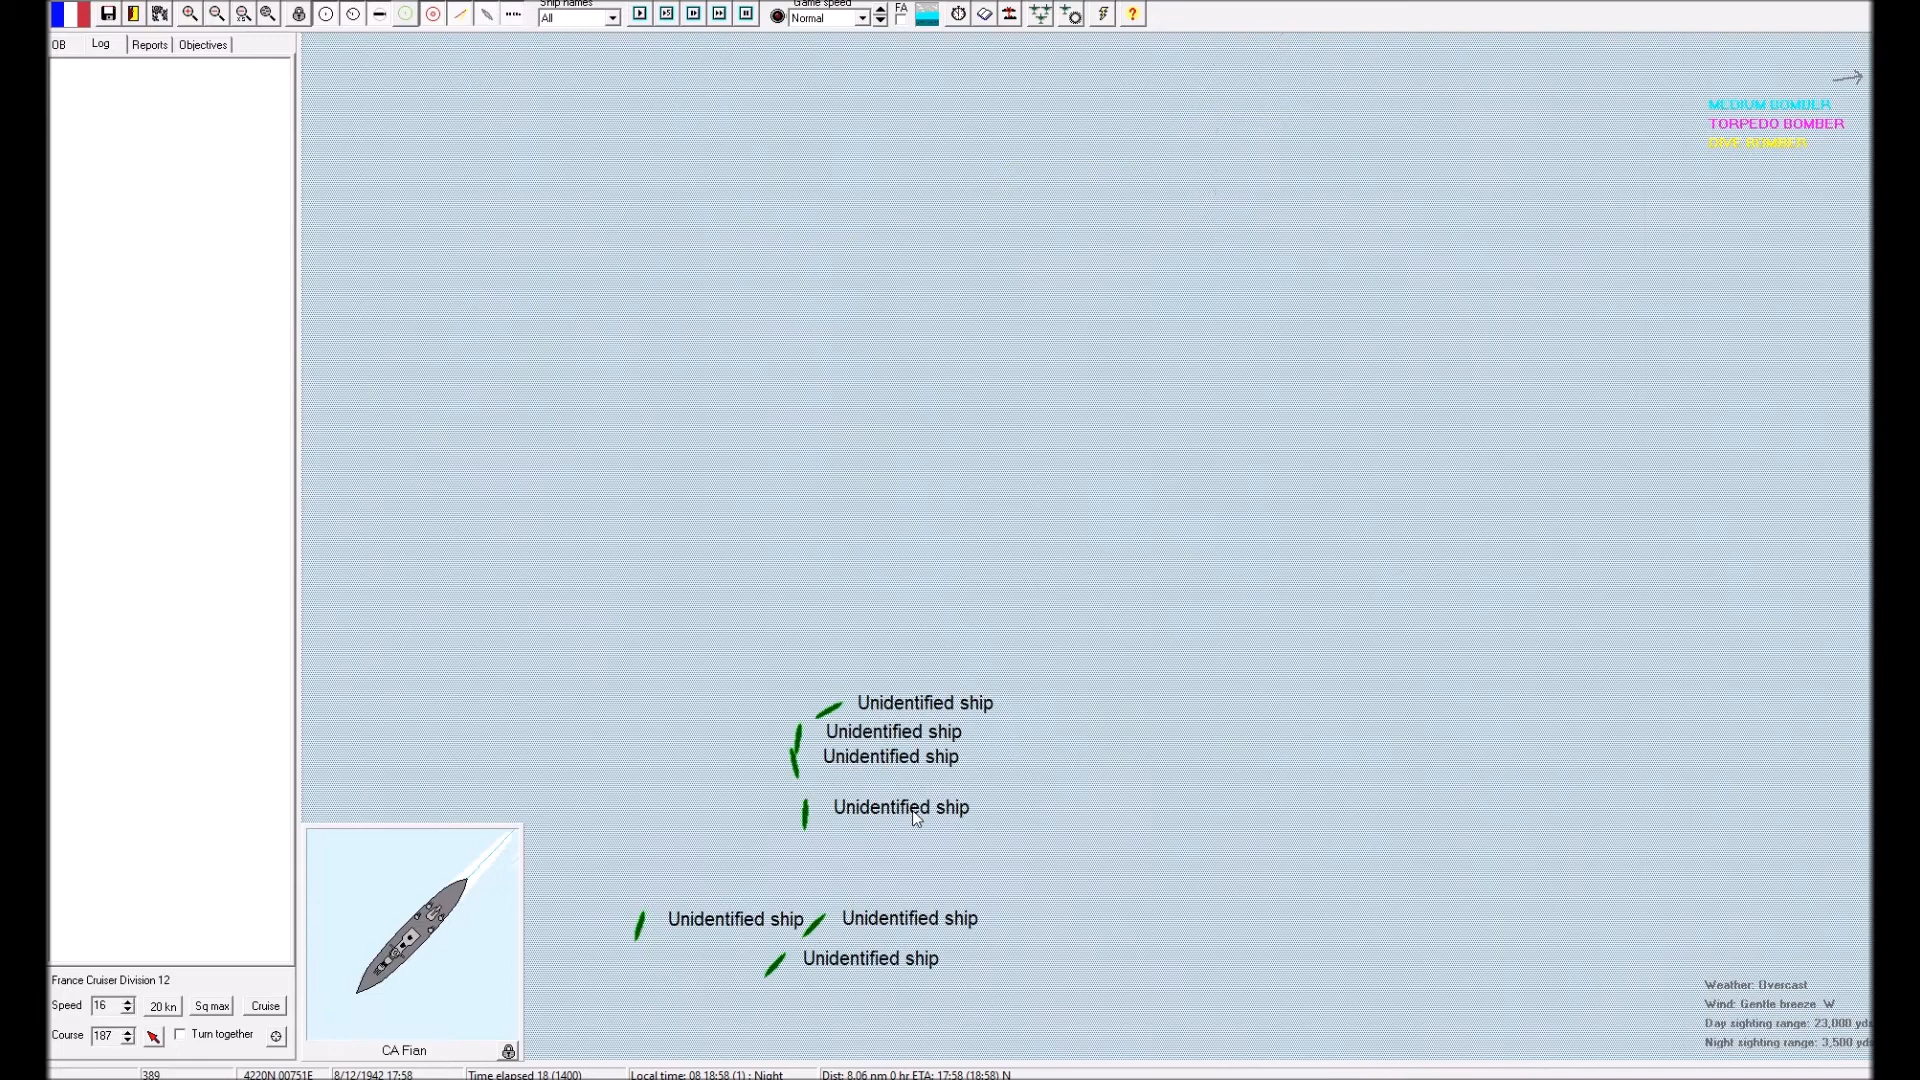 Ship names
Game speed
FA
All
Normal
?
OB
Log
Reports
Objectives
MEDIUM BOMBER
TORPEDO BOMBER
DIVE BOMBER
Unidentified ship
Unidentified ship
Unidentified ship
Unidentified ship
Unidentified ship
Unidentified ship
Unidentified ship
France Cruiser Division 12
Speed 16 20 kn Sq max Cruise
Course 187 Turn together
CA Fian
Weather: Overcast
Wind: Gentle breeze W
Day sighting range: 23,000 yds
Night sighting range: 3,500 yds
389 4220N 00751E 8/12/1942 17:58 Time elapsed 18 (1400) Local time: 08 18:58 (1) : Night Dist: 8.06 nm 0 hr ETA: 17:58 (18:58) N